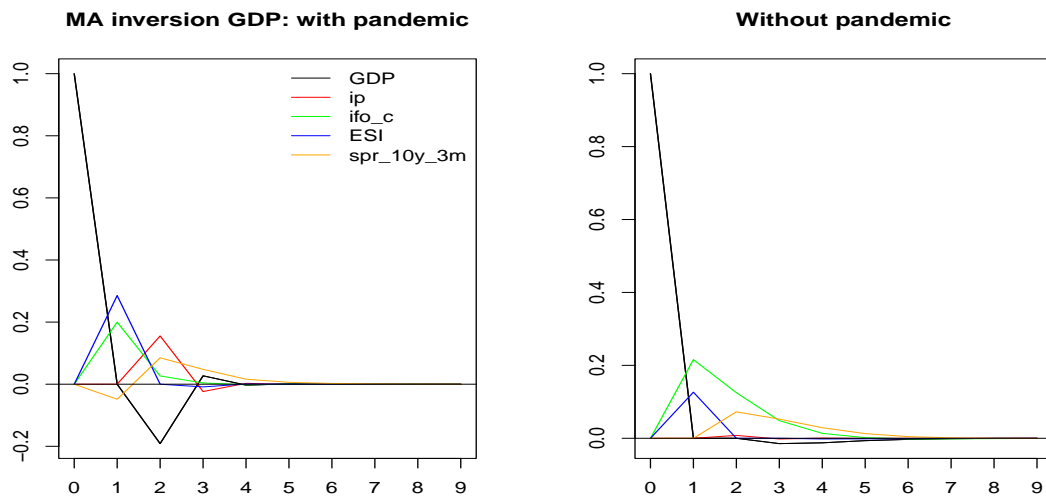 MA inversion GDP: with pandemic
1.0
0.8
0.6
0.4
0.2
0.0
−0.2
GDP
ip
ifo_c
ESI
spr_10y_3m
0 1 2 3 4 5 6 7 8 9
Without pandemic
1.0
0.8
0.6
0.4
0.2
0.0
0 1 2 3 4 5 6 7 8 9